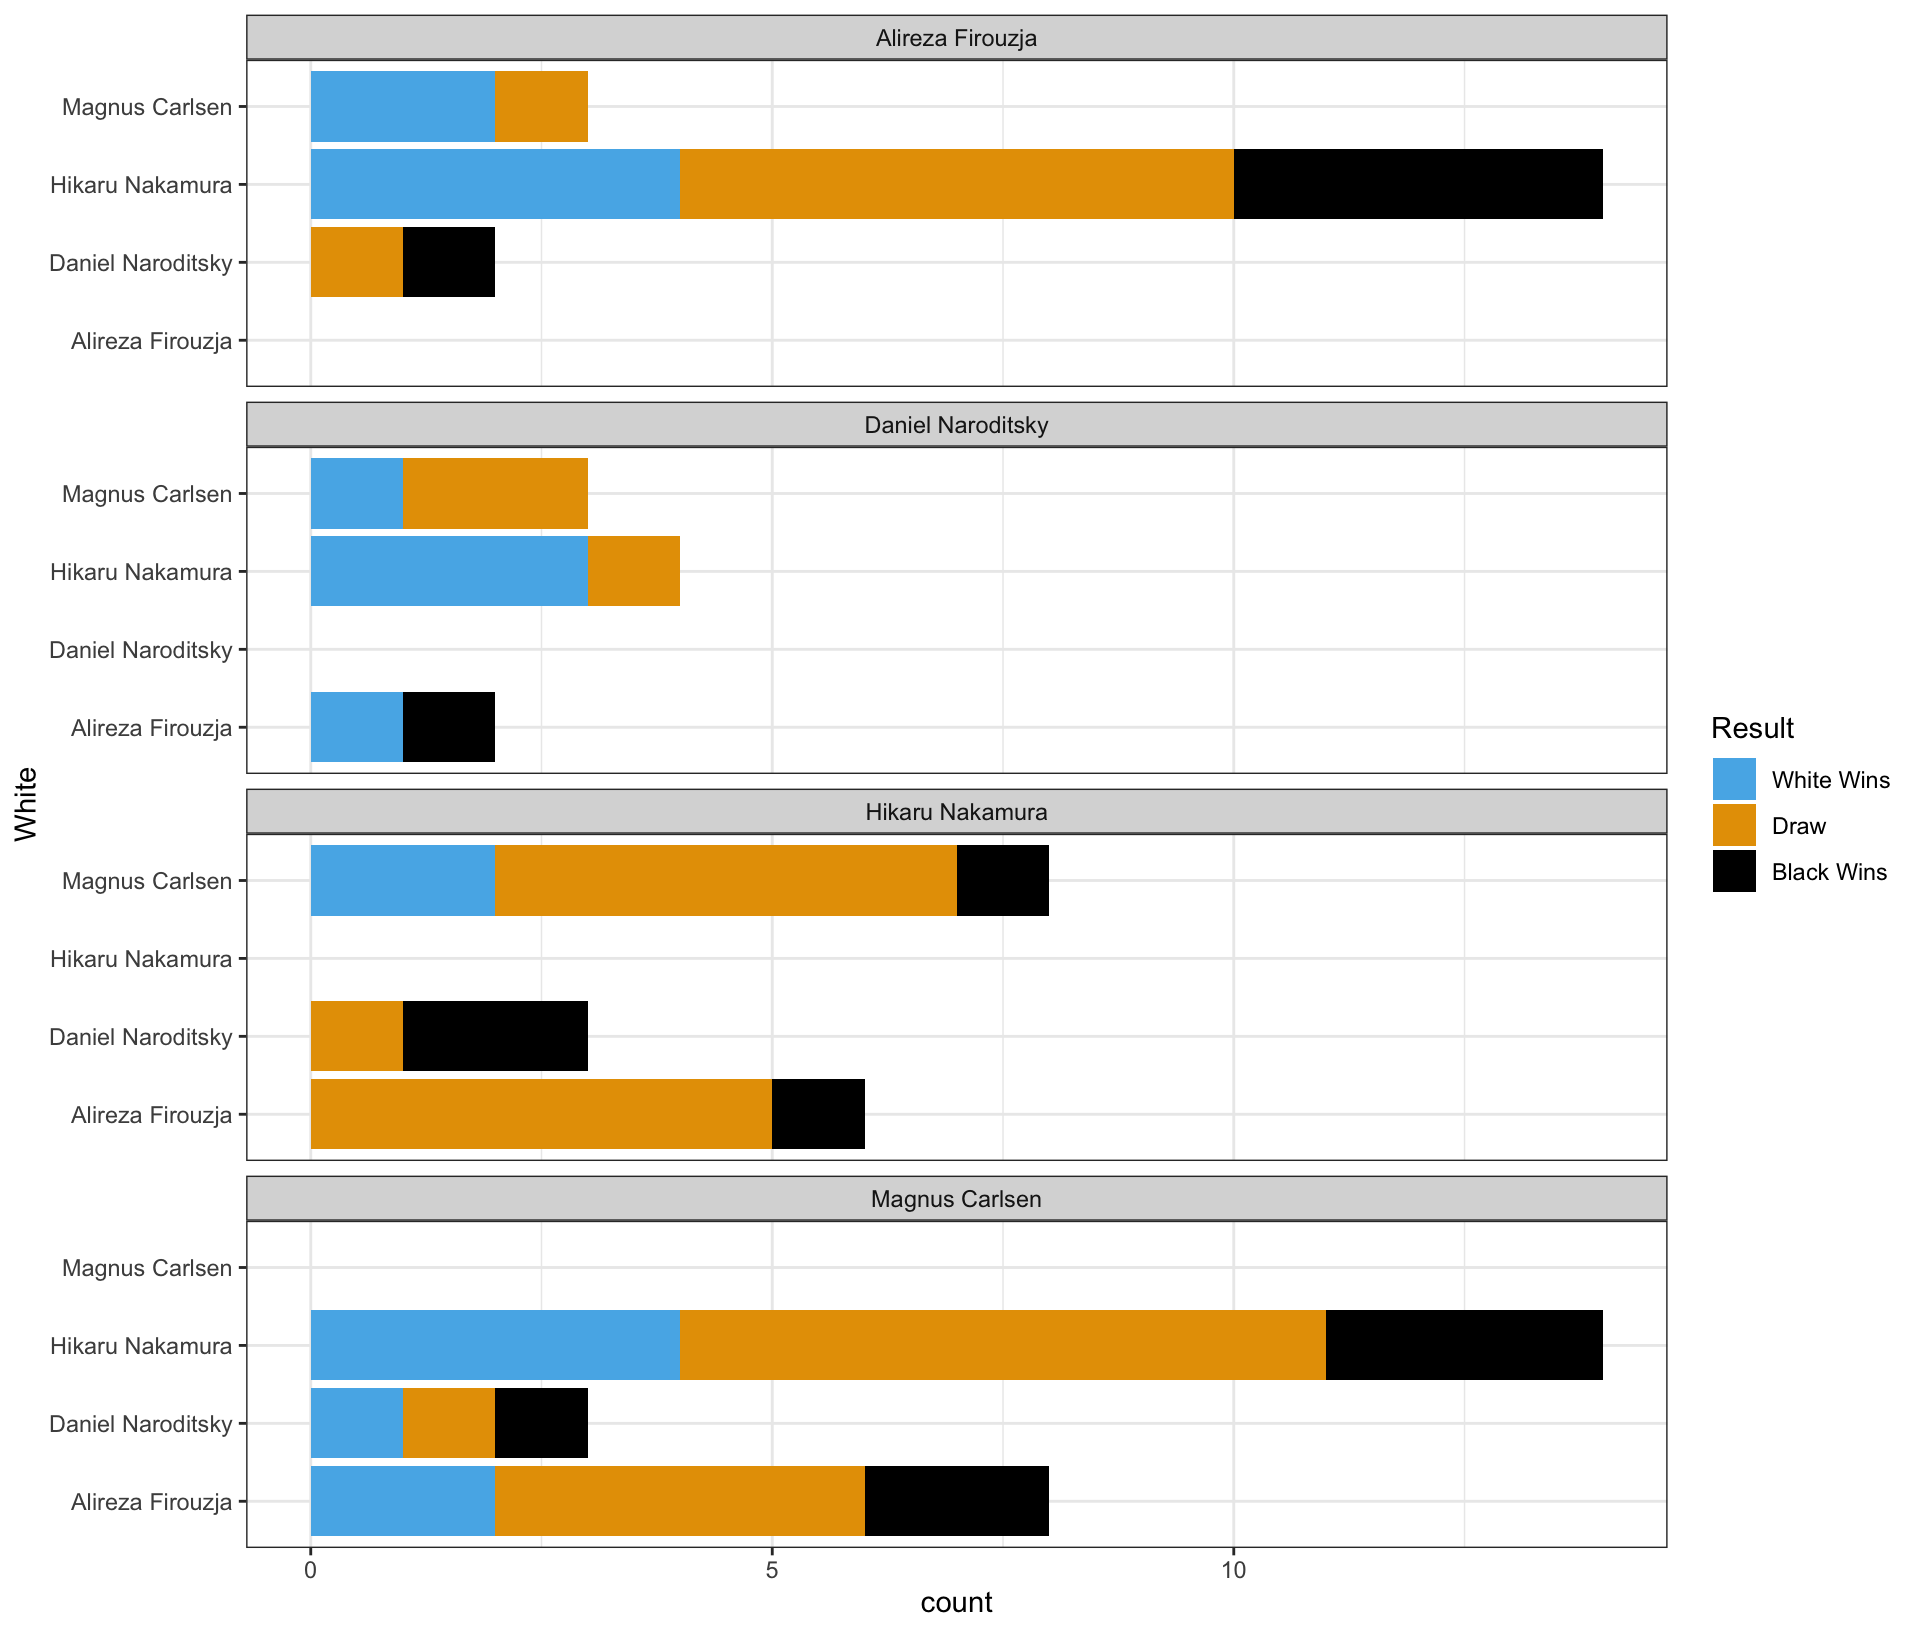 Alireza Firouzja
Magnus Carlsen
Hikaru Nakamura
Daniel Naroditsky
Alireza Firouzja
Daniel Naroditsky
Magnus Carlsen
Hikaru Nakamura
Daniel Naroditsky
Alireza Firouzja
Hikaru Nakamura
Magnus Carlsen
Hikaru Nakamura
Daniel Naroditsky
Alireza Firouzja
Magnus Carlsen
Magnus Carlsen
Hikaru Nakamura
Daniel Naroditsky
Alireza Firouzja
0 5 10
count
White
Result
White Wins
Draw
Black Wins